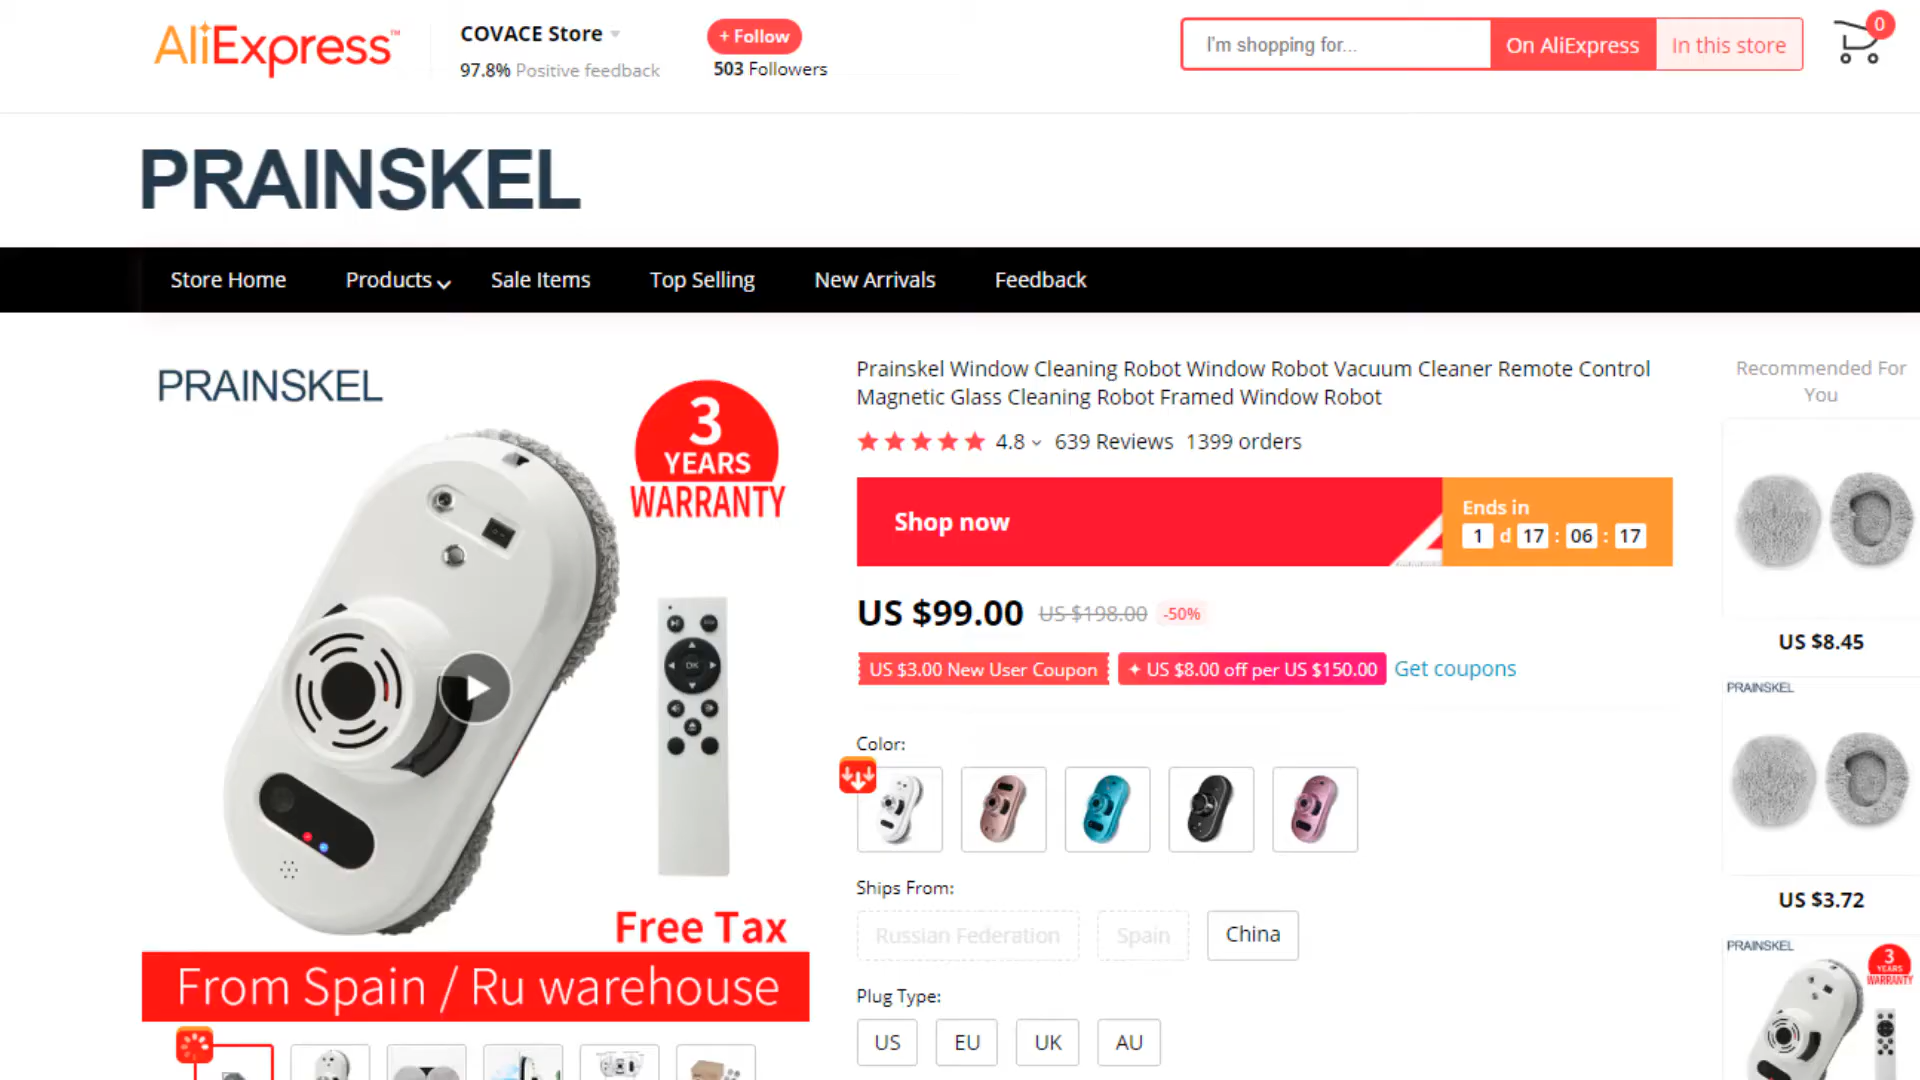 AliExpress™
COVACE Store
97.8% Positive feedback
+ Follow
503 Followers
I'm shopping for...
On AliExpress
In this store
0
PRAINSKEL
Store Home
Products
Sale Items
Top Selling
New Arrivals
Feedback
PRAINSKEL
3
YEARS
WARRANTY
OK
Free Tax
From Spain / Ru warehouse
Prainskel Window Cleaning Robot Window Robot Vacuum Cleaner Remote Control
Magnetic Glass Cleaning Robot Framed Window Robot
4.8
639 Reviews
1399 orders
Shop now
Ends in
1 d 17 : 06 : 17
US $99.00 US $198.00 -50%
US $3.00 New User Coupon
US $8.00 off per US $150.00
Get coupons
Color:
Ships From:
Russian Federation
Spain
China
Plug Type:
US
EU
UK
AU
Recommended For
You
US $8.45
PRAINSKEL
US $3.72
PRAINSKEL
3
YEARS
WARRANTY